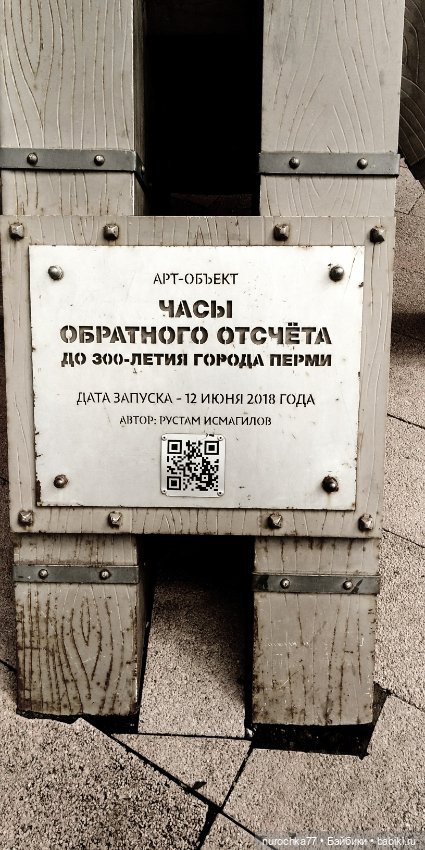 АРТ-ОБЪЕКТ
ЧАСЫ
ОБРАТНОГО ОТСЧЁТА
ДО 300-ЛЕТИЯ ГОРОДА ПЕРМИ
ДАТА ЗАПУСКА - 12 ИЮНЯ 2018 ГОДА
АВТОР: РУСТАМ ИСМАГИЛОВ
nurochka77 • Бэйбики • babiki.ru